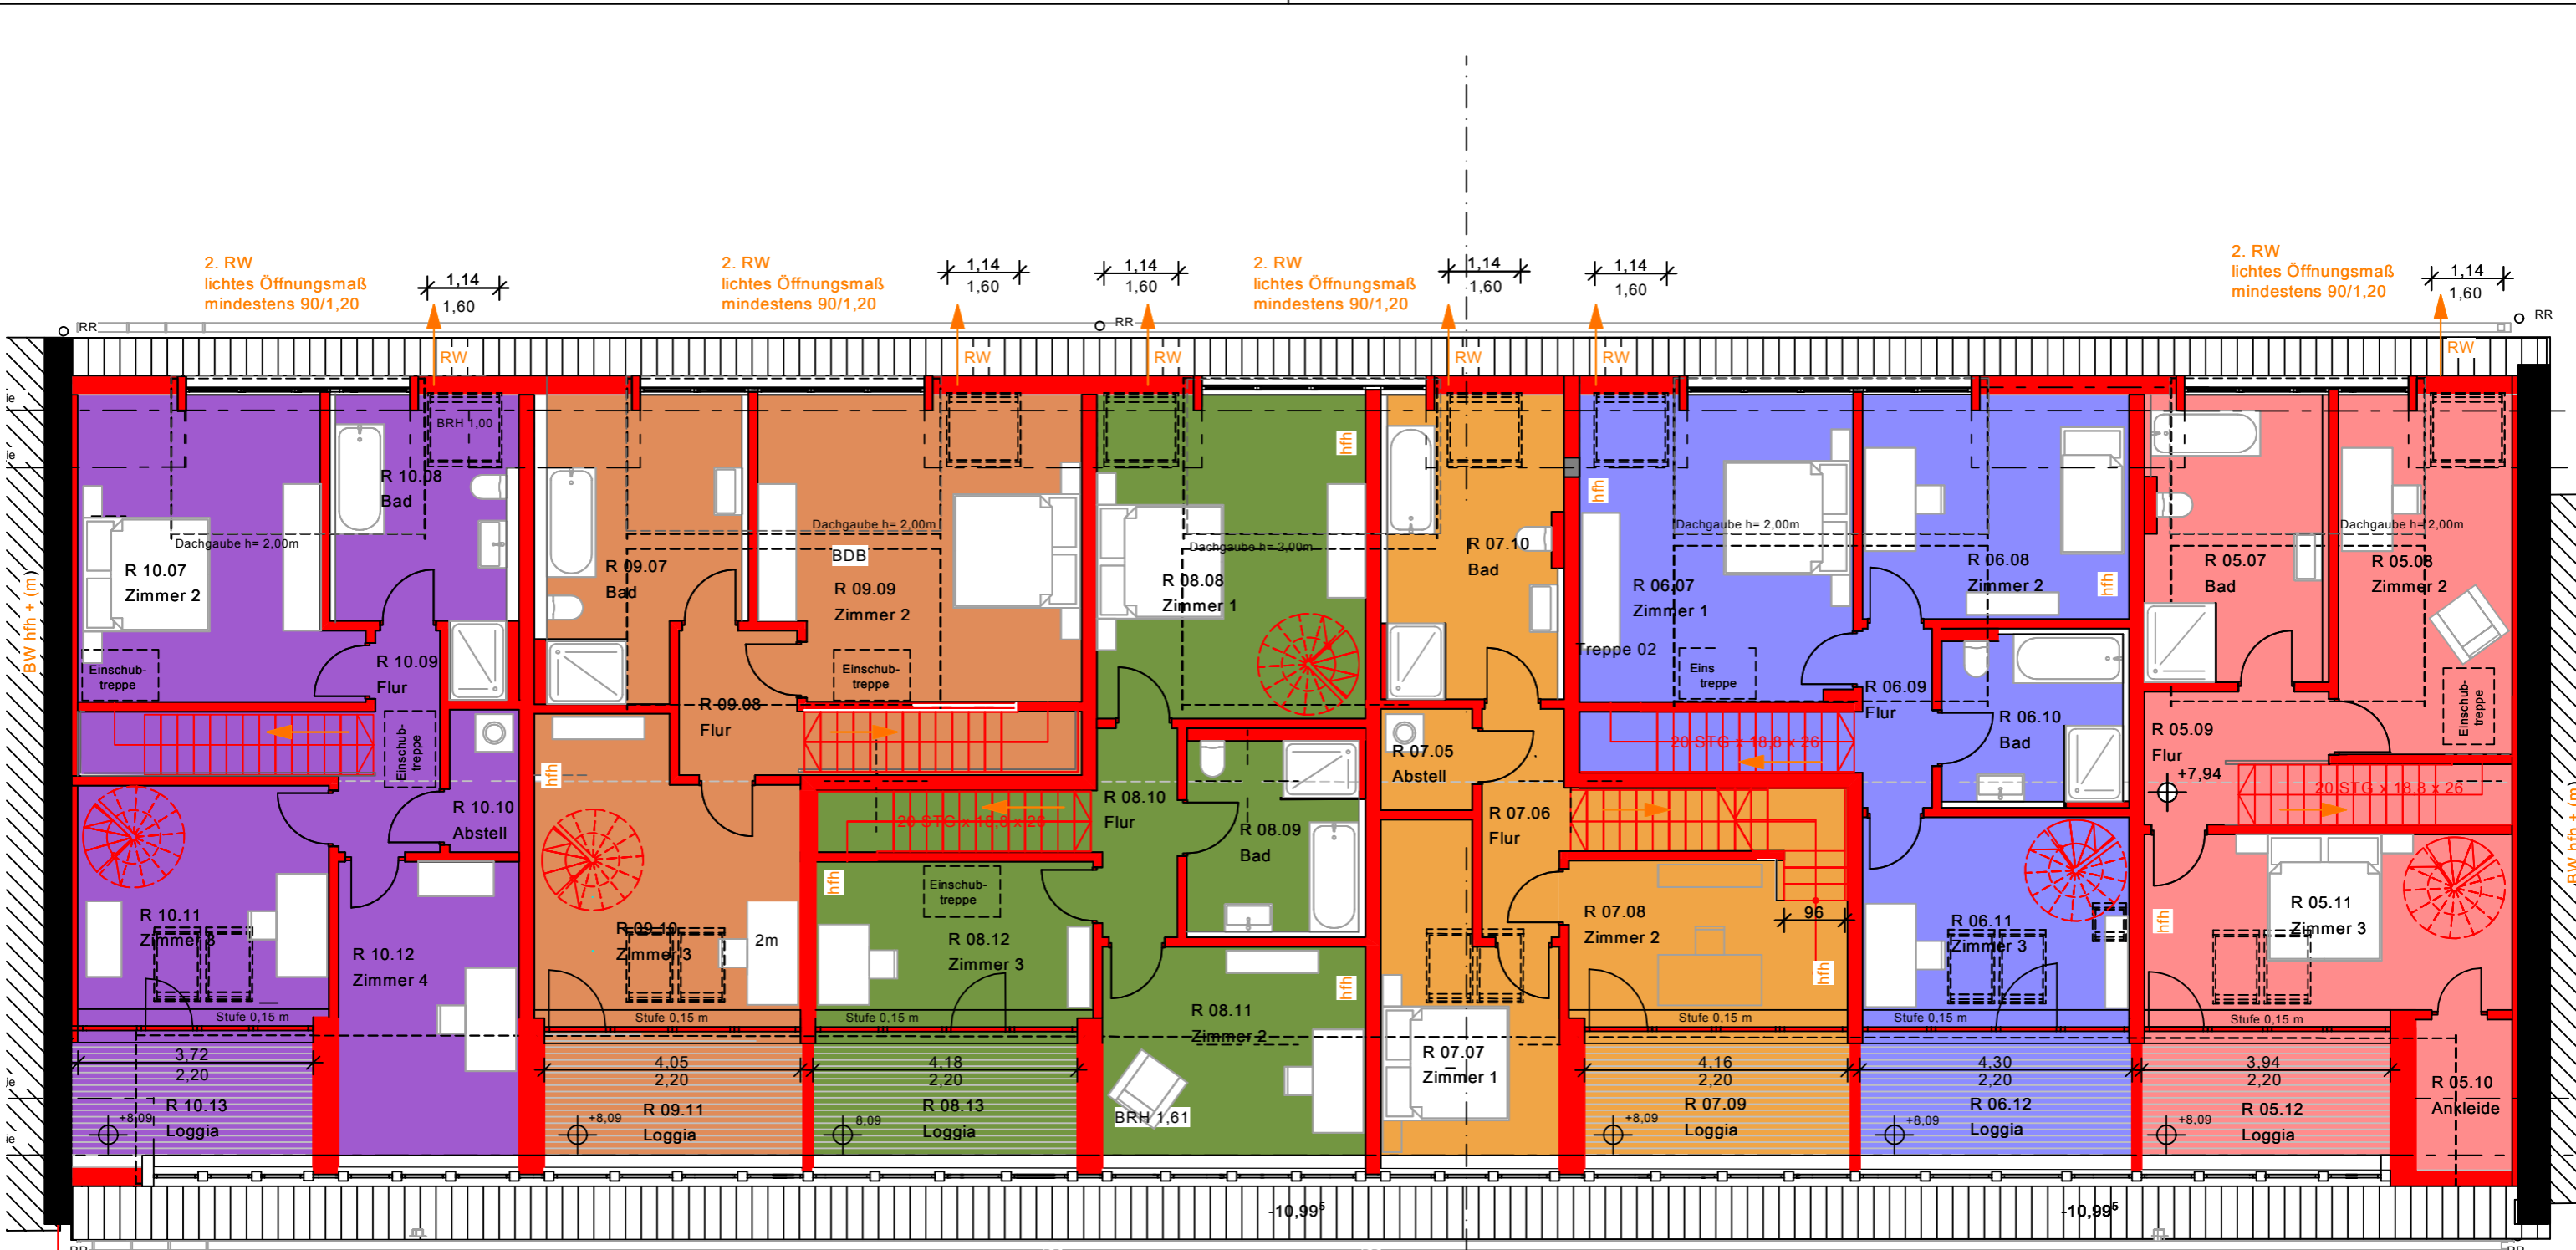 2. RW
lichtes Öffnungsmaß
mindestens 90/1,20
1,14
1,60
2. RW
lichtes Öffnungsmaß
mindestens 90/1,20
1,14
1,60
1,14
1,60
2. RW
lichtes Öffnungsmaß
mindestens 90/1,20
1,14
1,60
1,14
1,60
2. RW
lichtes Öffnungsmaß
mindestens 90/1,20
1,14
1,60
RR
RR
RR
RW
RW
RW
RW
RW
RW
BRH 1,00
R 10.08
Bad
Dachgaube h= 2,00m
R 10.07
Zimmer 2
Einschub-
treppe
R 10.09
Flur
Einschub-
treppe
R 10.10
Abstell
R 10.11
Zimmer 3
R 10.12
Zimmer 4
Stufe 0,15 m
3,72
2,20
R 10.13
Loggia
+8,09
BW hfh + (m)
R 09.07
Bad
Dachgaube h= 2,00m
BDB
R 09.09
Zimmer 2
Einschub-
treppe
R 09.08
Flur
hfh
R 09.10
Zimmer 3
2m
Stufe 0,15 m
4,05
2,20
R 09.11
Loggia
+8,09
hfh
Dachgaube h= 2,00m
R 08.08
Zimmer 1
R 08.10
Flur
20 STG x 18,8 x 26
R 08.09
Bad
hfh
Einschub-
treppe
R 08.12
Zimmer 3
Stufe 0,15 m
hfh
R 08.11
Zimmer 2
BRH 1,61
4,18
2,20
R 08.13
Loggia
8,09
R 07.10
Bad
R 07.05
Abstell
R 07.06
Flur
R 07.08
Zimmer 2
96
hfh
Stufe 0,15 m
R 07.07
Zimmer 1
4,16
2,20
R 07.09
Loggia
+8,09
hfh
Dachgaube h= 2,00m
R 06.07
Zimmer 1
Treppe 02
Eins
treppe
R 06.08
Zimmer 2
hfh
R 06.09
Flur
R 06.10
Bad
20 STG x 18,8 x 26
R 06.11
Zimmer 3
Stufe 0,15 m
4,30
2,20
R 06.12
Loggia
+8,09
Dachgaube h= 2,00m
R 05.07
Bad
R 05.08
Zimmer 2
Einschub-
treppe
R 05.09
Flur
+7,94
20 STG x 18,8 x 26
hfh
R 05.11
Zimmer 3
Stufe 0,15 m
3,94
2,20
R 05.12
Loggia
+8,09
R 05.10
Ankleide
-10,99⁵
-10,99⁵